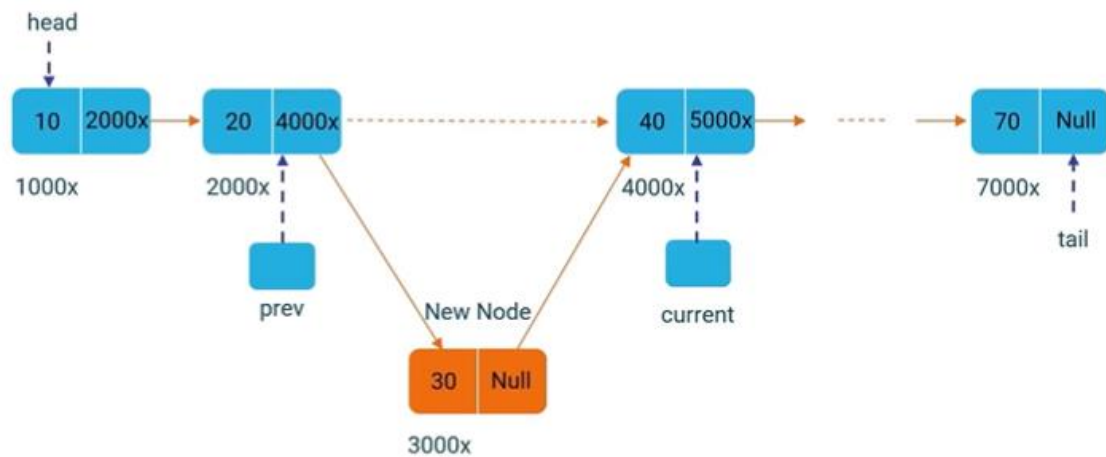 head
10 2000x 20 4000x 40 5000x 70 Null
1000x 2000x 4000x 7000x
tail
prev New Node current
30 Null
3000x